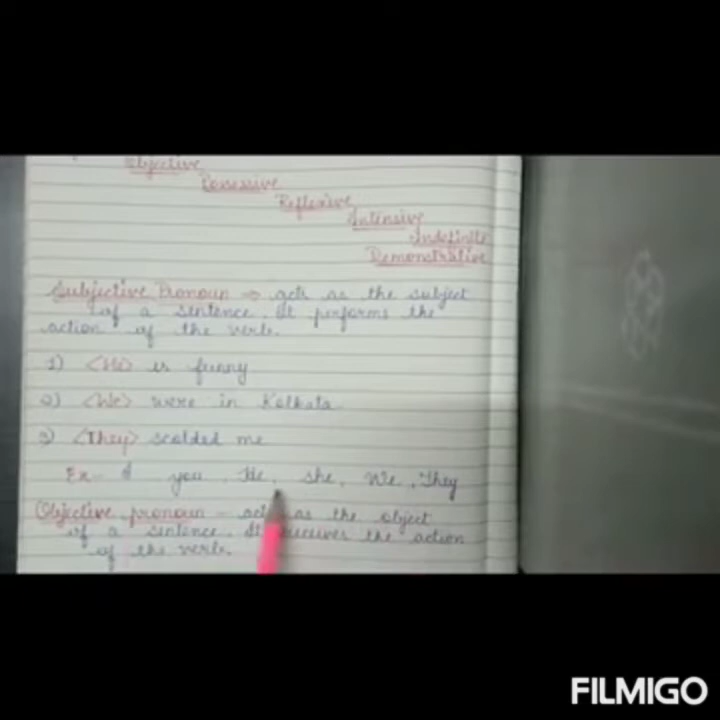 Objective
Possessive
Reflexive
Intensive
Indefinite
Demonstrative
Subjective Pronoun → acts as the subject
of a sentence. It performs the
action of the verb.
1) <He> is funny
2) <We> were in Kolkata
3) <They> scolded me
Ex- I you, He, she, We, They
Objective pronoun - acts as the object
of a sentence. It receives the action
of the verb.
FILMIGO